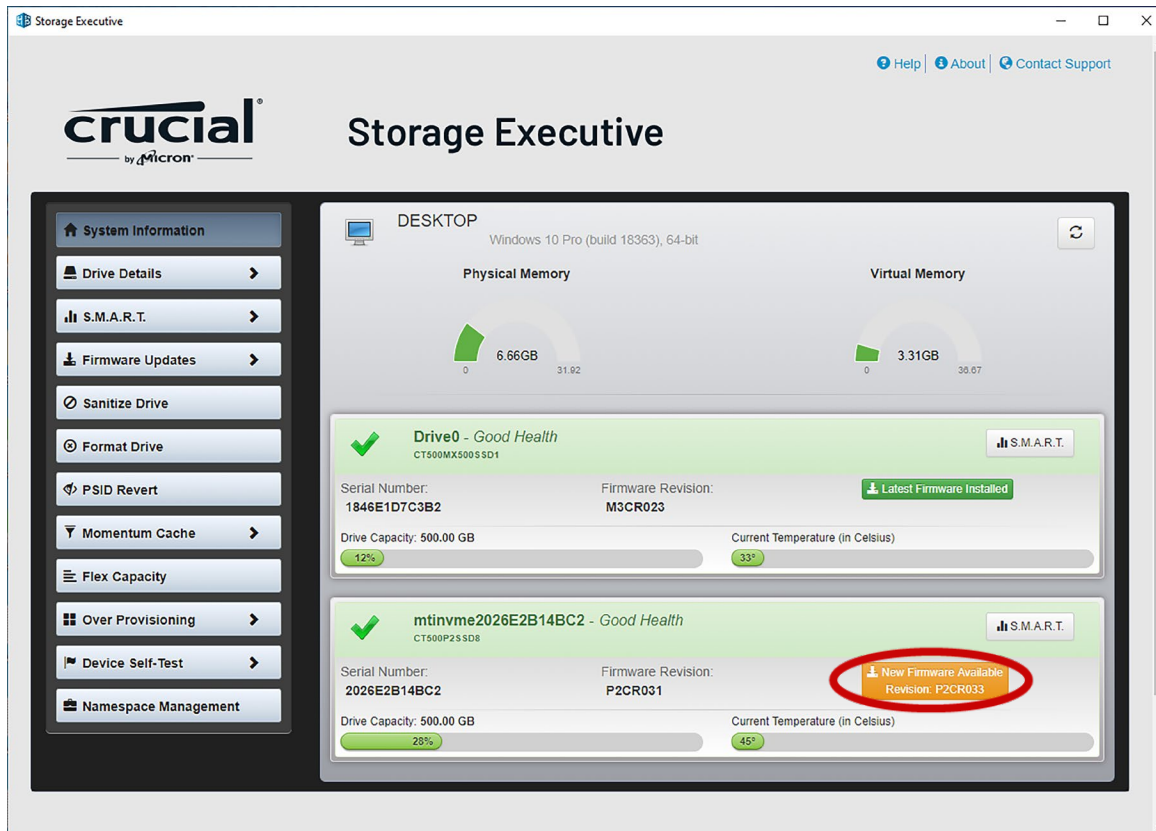 Storage Executive
Help
About
Contact Support
crucial®
by Micron®
Storage Executive
System Information
Drive Details
S.M.A.R.T.
Firmware Updates
Sanitize Drive
Format Drive
PSID Revert
Momentum Cache
Flex Capacity
Over Provisioning
Device Self-Test
Namespace Management
DESKTOP
Windows 10 Pro (build 18363), 64-bit
Physical Memory
6.66GB
0 31.92
Virtual Memory
3.31GB
0 36.67
Drive0 - Good Health
CT500MX500SSD1
S.M.A.R.T.
Serial Number:
1846E1D7C3B2
Firmware Revision:
M3CR023
Latest Firmware Installed
Drive Capacity: 500.00 GB
12%
Current Temperature (in Celsius)
33°
mtinvme2026E2B14BC2 - Good Health
CT500P2SSD8
S.M.A.R.T.
Serial Number:
2026E2B14BC2
Firmware Revision:
P2CR031
New Firmware Available
Revision: P2CR033
Drive Capacity: 500.00 GB
28%
Current Temperature (in Celsius)
45°